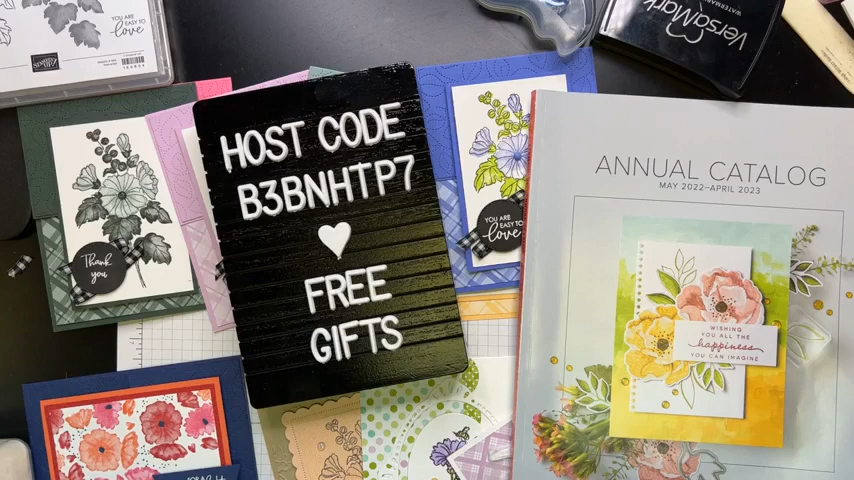 YOU ARE
EASY TO
love
VersaMark
HOST CODE
B3BNHTP7
FREE
GIFTS
Thank
you
YOU ARE
EASY TO
love
ANNUAL CATALOG
MAY 2022–APRIL 2023
WISHING
YOU ALL THE
happiness
YOU CAN IMAGINE